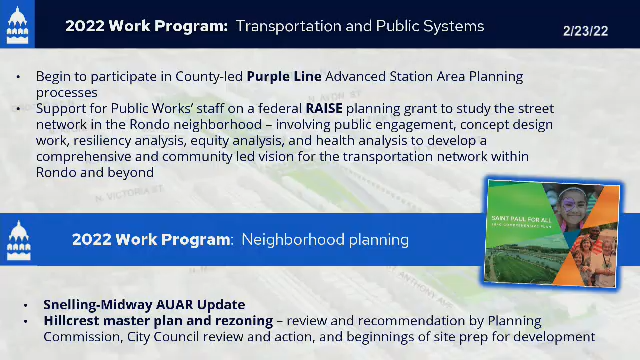 2022 Work Program: Transportation and Public Systems
2/23/22
• Begin to participate in County-led Purple Line Advanced Station Area Planning
processes
• Support for Public Works' staff on a federal RAISE planning grant to study the street
network in the Rondo neighborhood – involving public engagement, concept design
work, resiliency analysis, equity analysis, and health analysis to develop a
comprehensive and community led vision for the transportation network within
Rondo and beyond
N. VICTORIA ST.
SAINT PAUL FOR ALL
2022 Work Program: Neighborhood planning
• Snelling-Midway AUAR Update
• Hillcrest master plan and rezoning – review and recommendation by Planning
Commission, City Council review and action, and beginnings of site prep for development